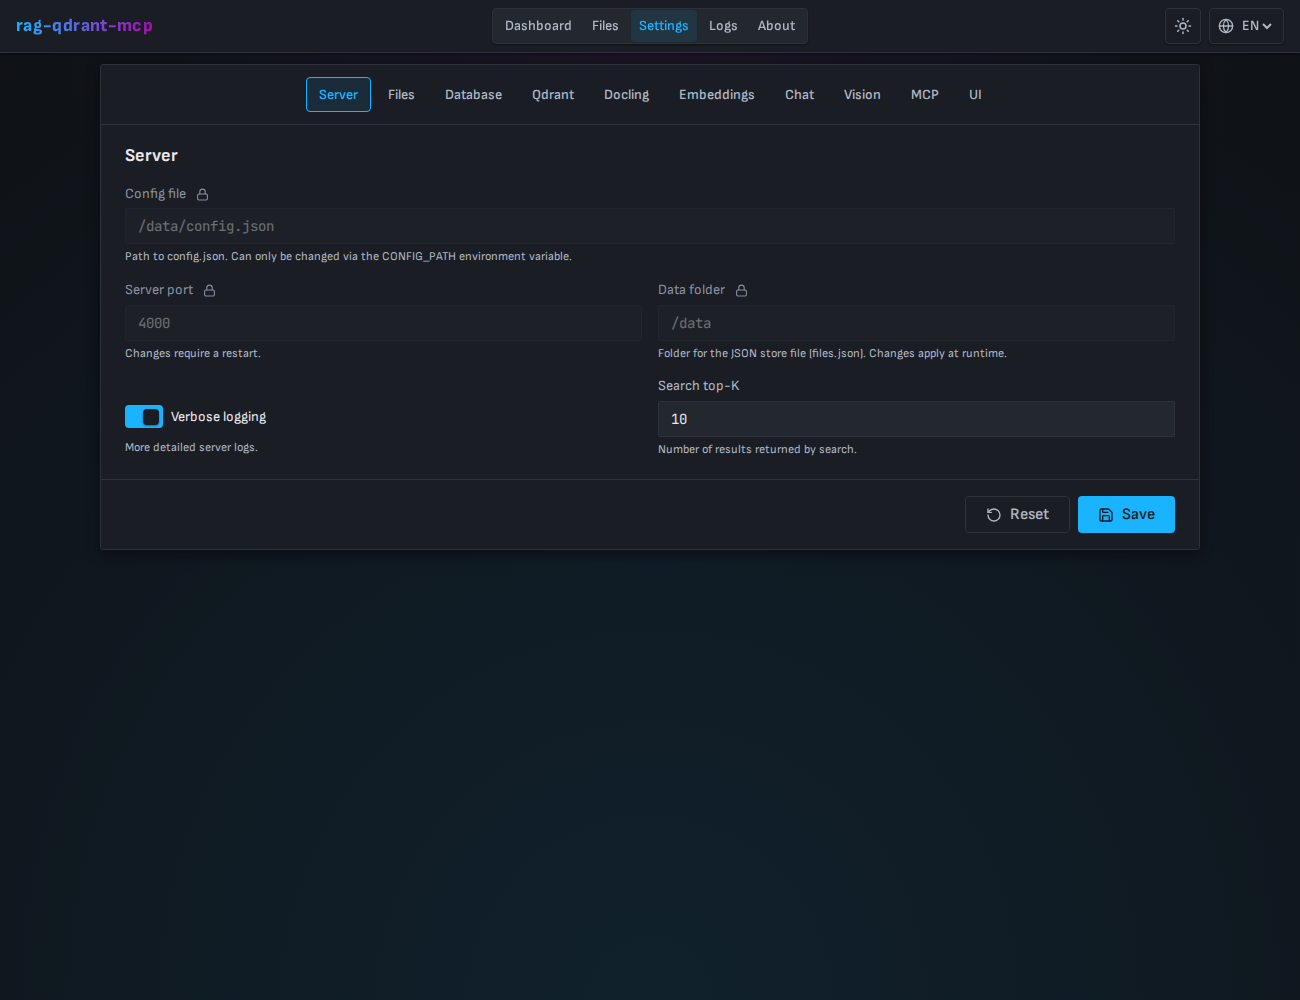 rag-qdrant-mcp
Dashboard Files Settings Logs About
EN
Server Files Database Qdrant Docling Embeddings Chat Vision MCP UI
Server
Config file
/data/config.json
Path to config.json. Can only be changed via the CONFIG_PATH environment variable.
Server port
4000
Changes require a restart.
Data folder
/data
Folder for the JSON store file (files.json). Changes apply at runtime.
Verbose logging
More detailed server logs.
Search top-K
10
Number of results returned by search.
Reset
Save